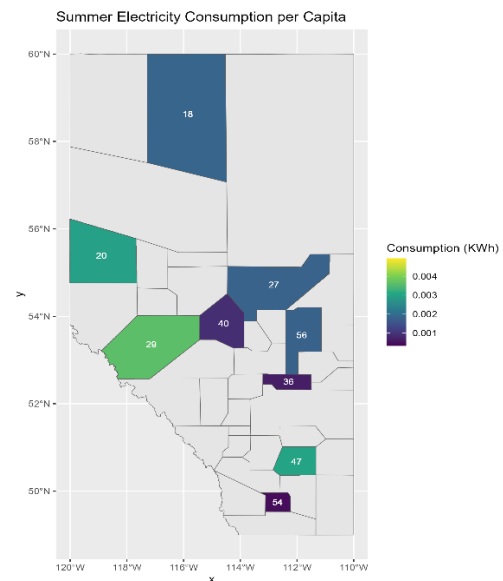 Summer Electricity Consumption per Capita
60°N
58°N
56°N
54°N
52°N
50°N
18
20
27
40
56
29
36
47
54
y
120°W 118°W 116°W 114°W 112°W 110°W
x
Consumption (KWh)
0.004
0.003
0.002
0.001